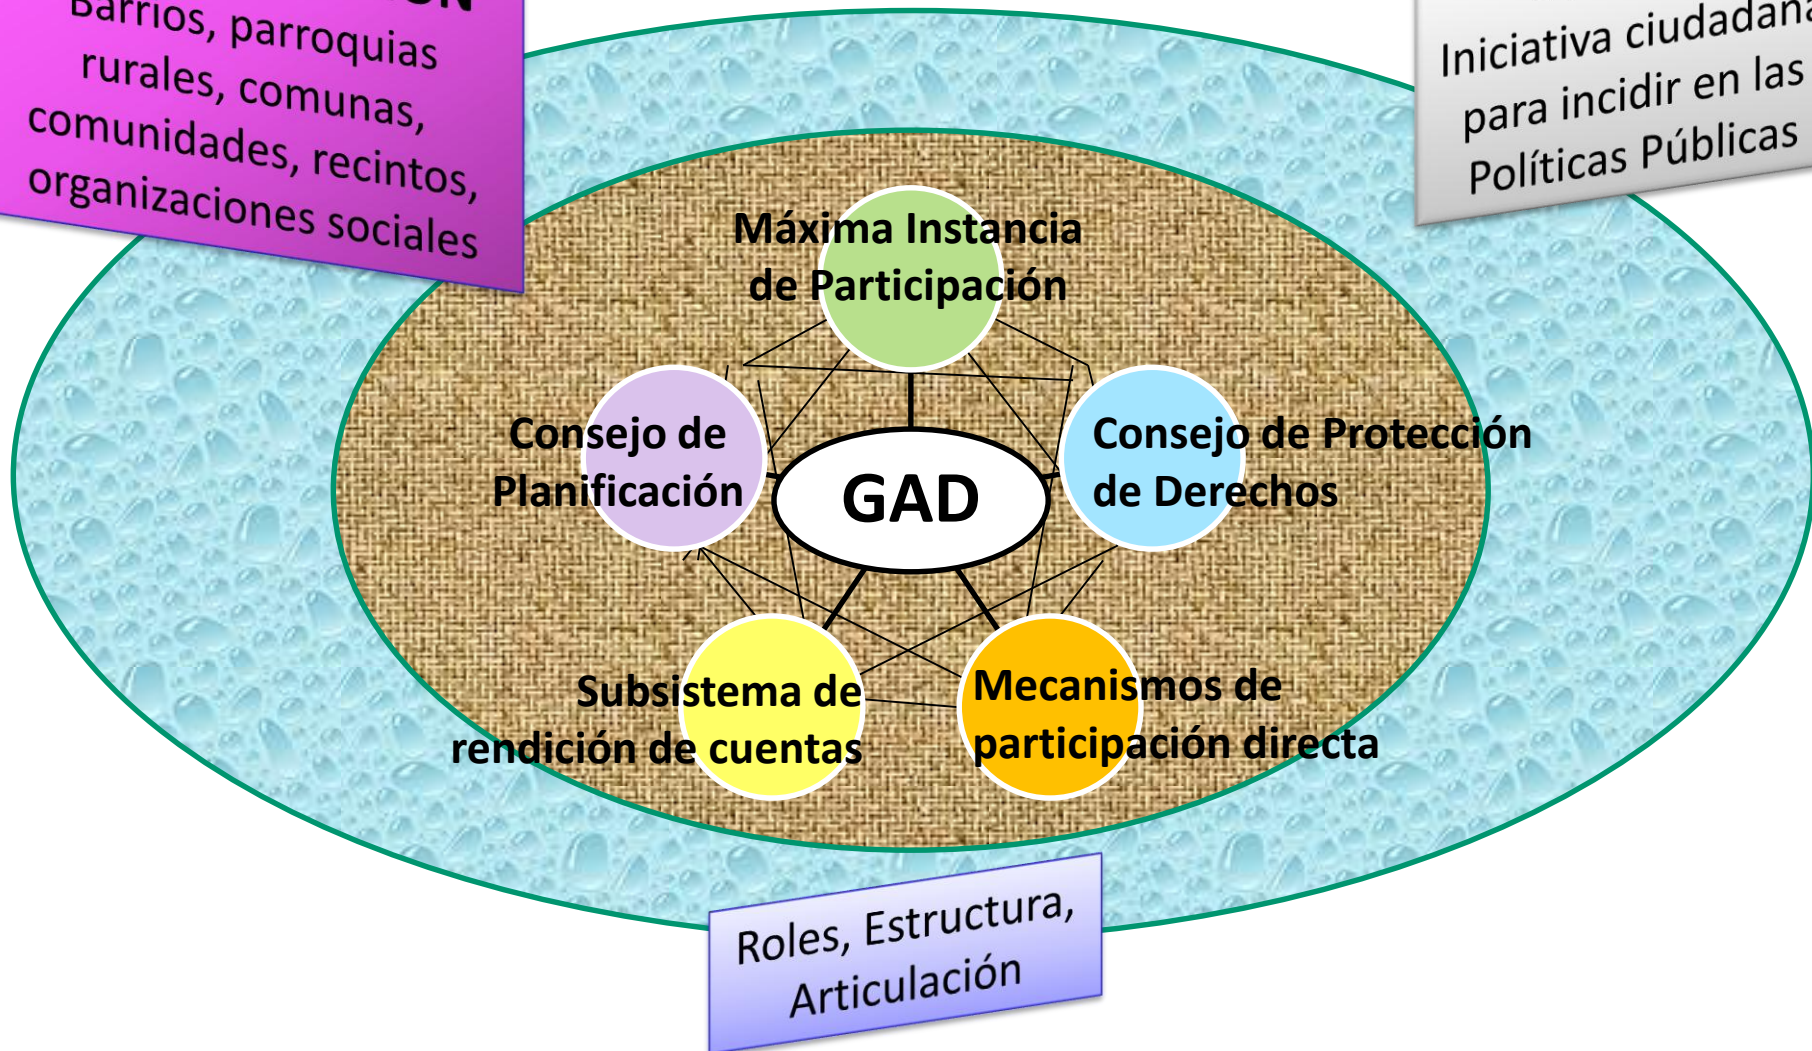 Barrios, parroquias
rurales, comunas,
comunidades, recintos,
organizaciones sociales
Iniciativa ciudadana
para incidir en las
Políticas Públicas
Máxima Instancia
de Participación
Consejo de
Planificación
GAD
Consejo de Protección
de Derechos
Subsistema de
rendición de cuentas
Mecanismos de
participación directa
Roles, Estructura,
Articulación